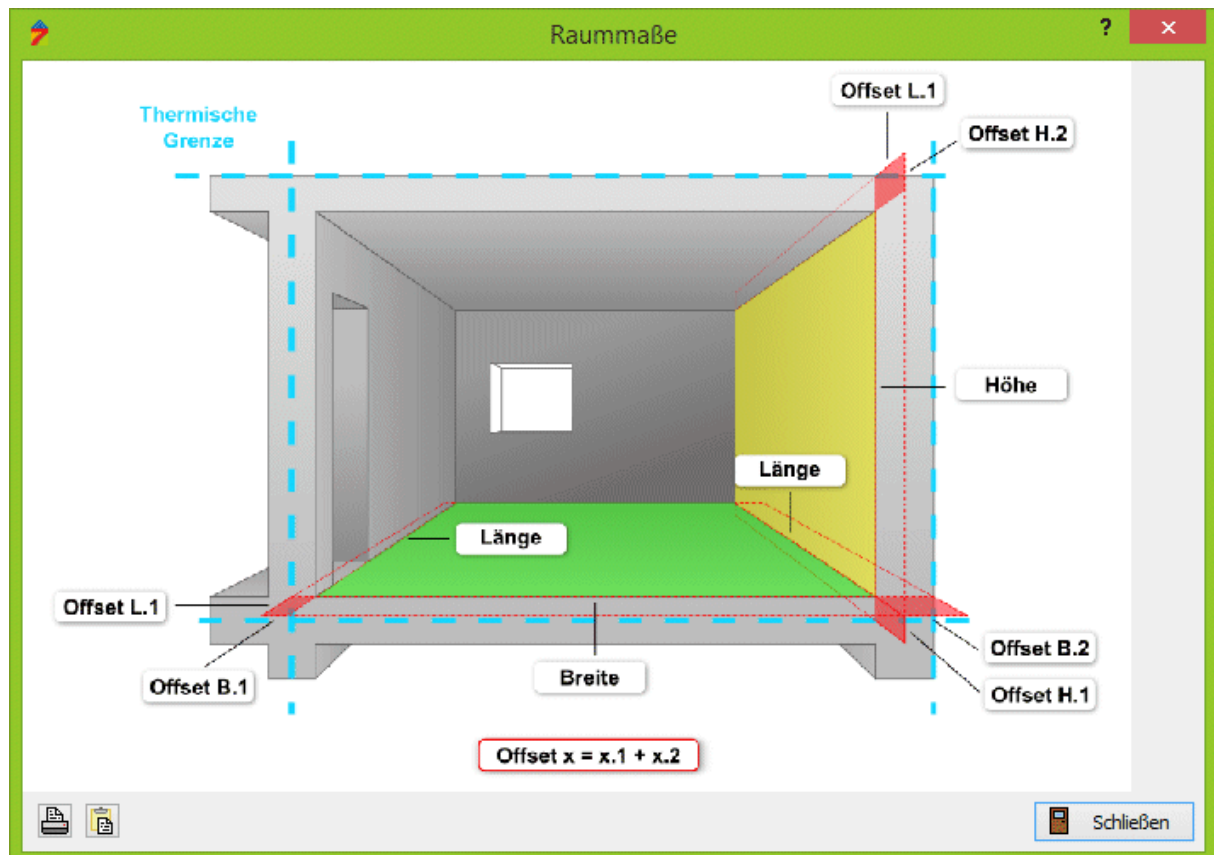 Raummaße
?
Offset L.1
Thermische
Grenze
Offset H.2
Höhe
Länge
Länge
Offset L.1
Offset B.2
Breite
Offset B.1
Offset H.1
Offset x = x.1 + x.2
Schließen